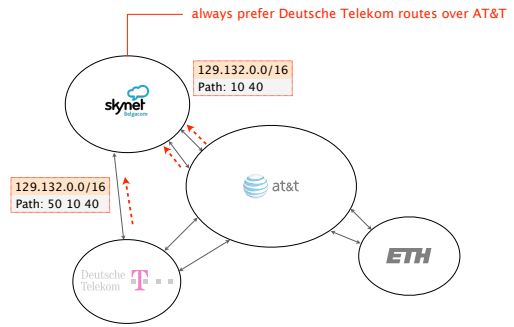 always prefer Deutsche Telekom routes over AT&T
129.132.0.0/16
Path: 10 40
skynet
Belgacom
at&t
129.132.0.0/16
Path: 50 10 40
Deutsche
Telekom
T
ETH